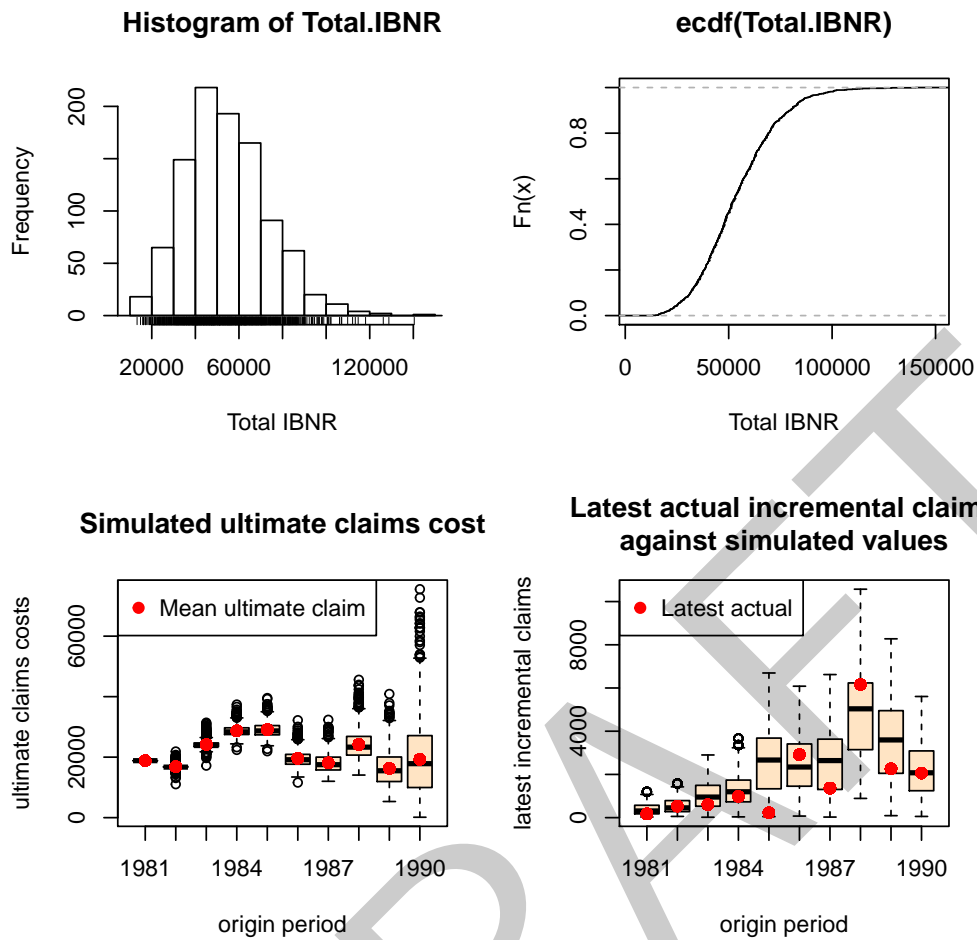 Histogram of Total.IBNR
Frequency
0
50
100
200
20000
60000
120000
Total IBNR
ecdf(Total.IBNR)
Fn(x)
0.0
0.4
0.8
0
50000
100000
150000
Total IBNR
Simulated ultimate claims cost
Mean ultimate claim
ultimate claims costs
0
20000
60000
1981
1984
1987
1990
origin period
Latest actual incremental claim
against simulated values
Latest actual
latest incremental claims
0
4000
8000
1981
1984
1987
1990
origin period
RAFT